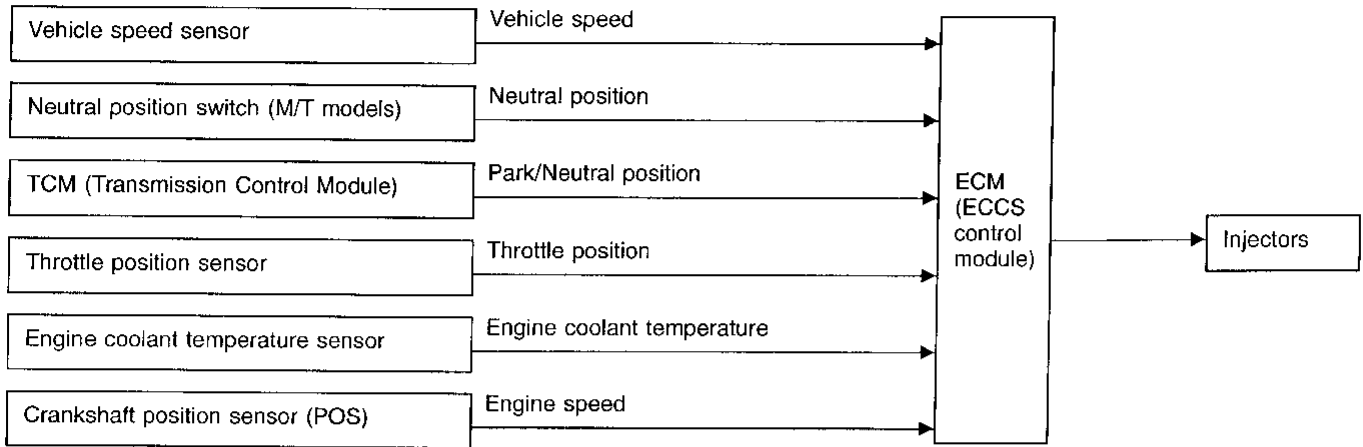 Vehicle speed sensor
Vehicle speed
Neutral position switch (M/T models)
Neutral position
TCM (Transmission Control Module)
Park/Neutral position
Throttle position sensor
Throttle position
Engine coolant temperature sensor
Engine coolant temperature
Crankshaft position sensor (POS)
Engine speed
ECM
(ECCS
control
module)
Injectors